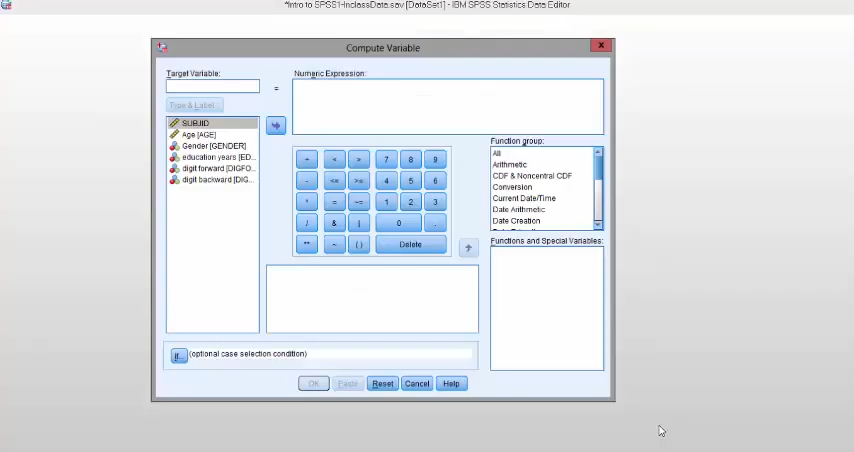 *Intro to SPSS1-InclassData.sav [DataSet1] - IBM SPSS Statistics Data Editor
Compute Variable
x
Target Variable:
=
Type & Label...
SUBJID
Age [AGE]
Gender [GENDER]
education years [ED...
digit forward [DIGFO...
digit backward [DIG...
Numeric Expression:
+ < > 7 8 9
- <= >= 4 5 6
* = ~= 1 2 3
/ & | 0 .
** ~ ( ) Delete
Function group:
All
Arithmetic
CDF & Noncentral CDF
Conversion
Current Date/Time
Date Arithmetic
Date Creation
Functions and Special Variables:
If... (optional case selection condition)
OK Paste Reset Cancel Help